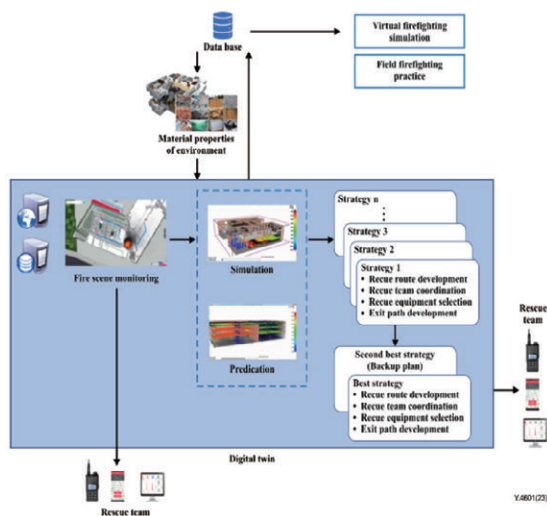 Data base
Virtual firefighting
simulation
Field firefighting
practice
Material properties
of environment
Fire scene monitoring
Simulation
Predication
Strategy n
Strategy 3
Strategy 2
Strategy 1
• Recue route development
• Recue team coordination
• Recue equipment selection
• Exit path development
Second best strategy
(Backup plan)
Best strategy
• Recue route development
• Recue team coordination
• Recue equipment selection
• Exit path development
Rescue
team
Digital twin
Rescue team
Y.4601(23)